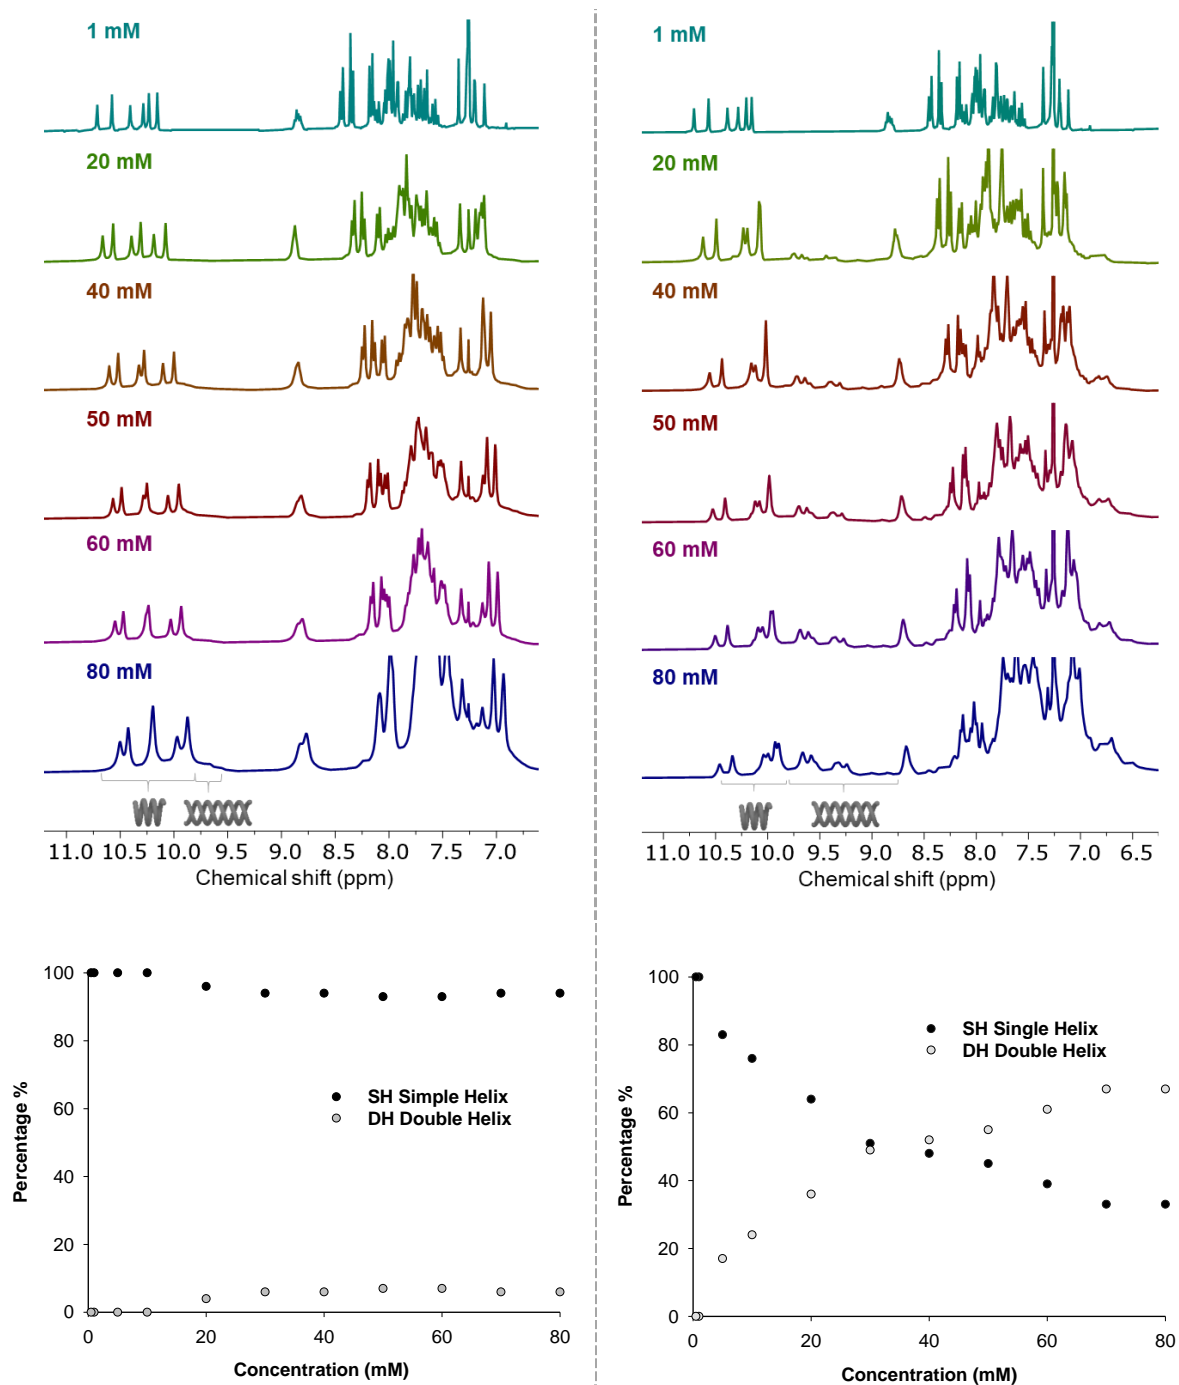 1 mM
20 mM
40 mM
50 mM
60 mM
80 mM
11.0 10.5 10.0 9.5 9.0 8.5 8.0 7.5 7.0
Chemical shift (ppm)
1 mM
20 mM
40 mM
50 mM
60 mM
80 mM
11.0 10.5 10.0 9.5 9.0 8.5 8.0 7.5 7.0 6.5
Chemical shift (ppm)
100
80
60
40
20
0
Percentage %
SH Simple Helix
DH Double Helix
0 20 40 60 80
Concentration (mM)
100
80
60
40
20
0
Percentage %
SH Single Helix
DH Double Helix
0 20 40 60 80
Concentration (mM)